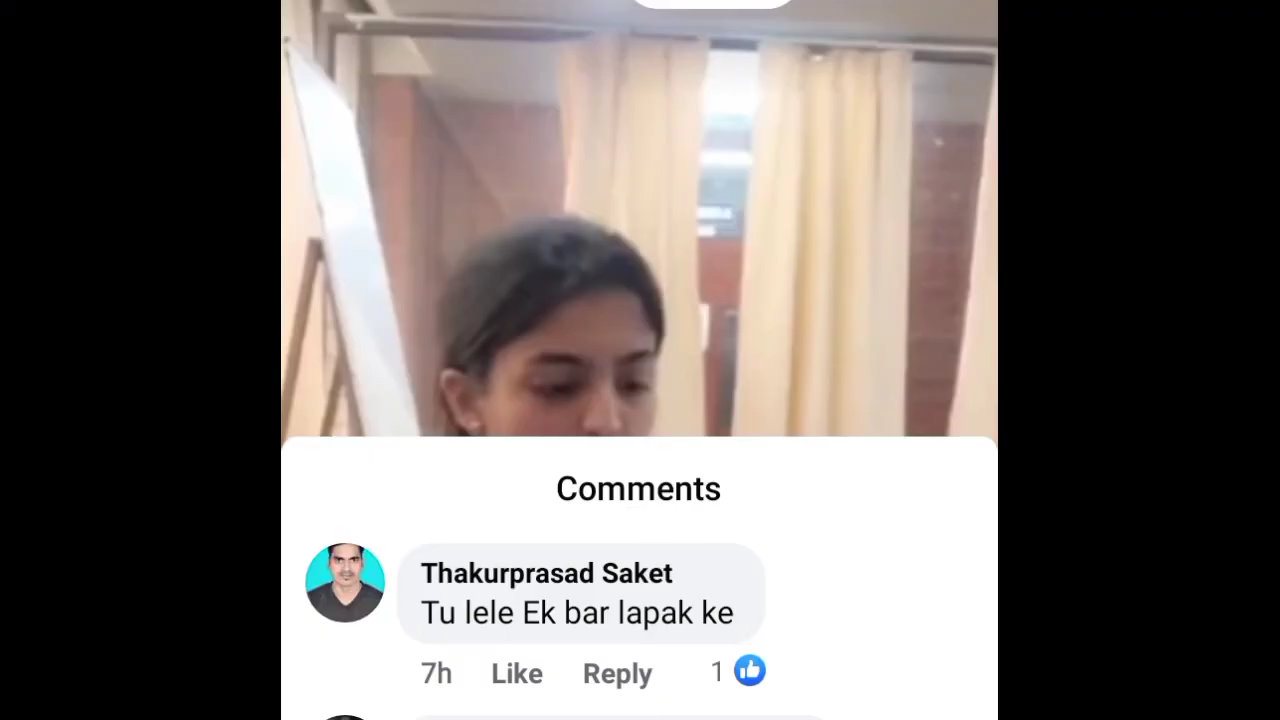 Comments
Thakurprasad Saket
Tu lele Ek bar lapak ke
7h Like Reply 1